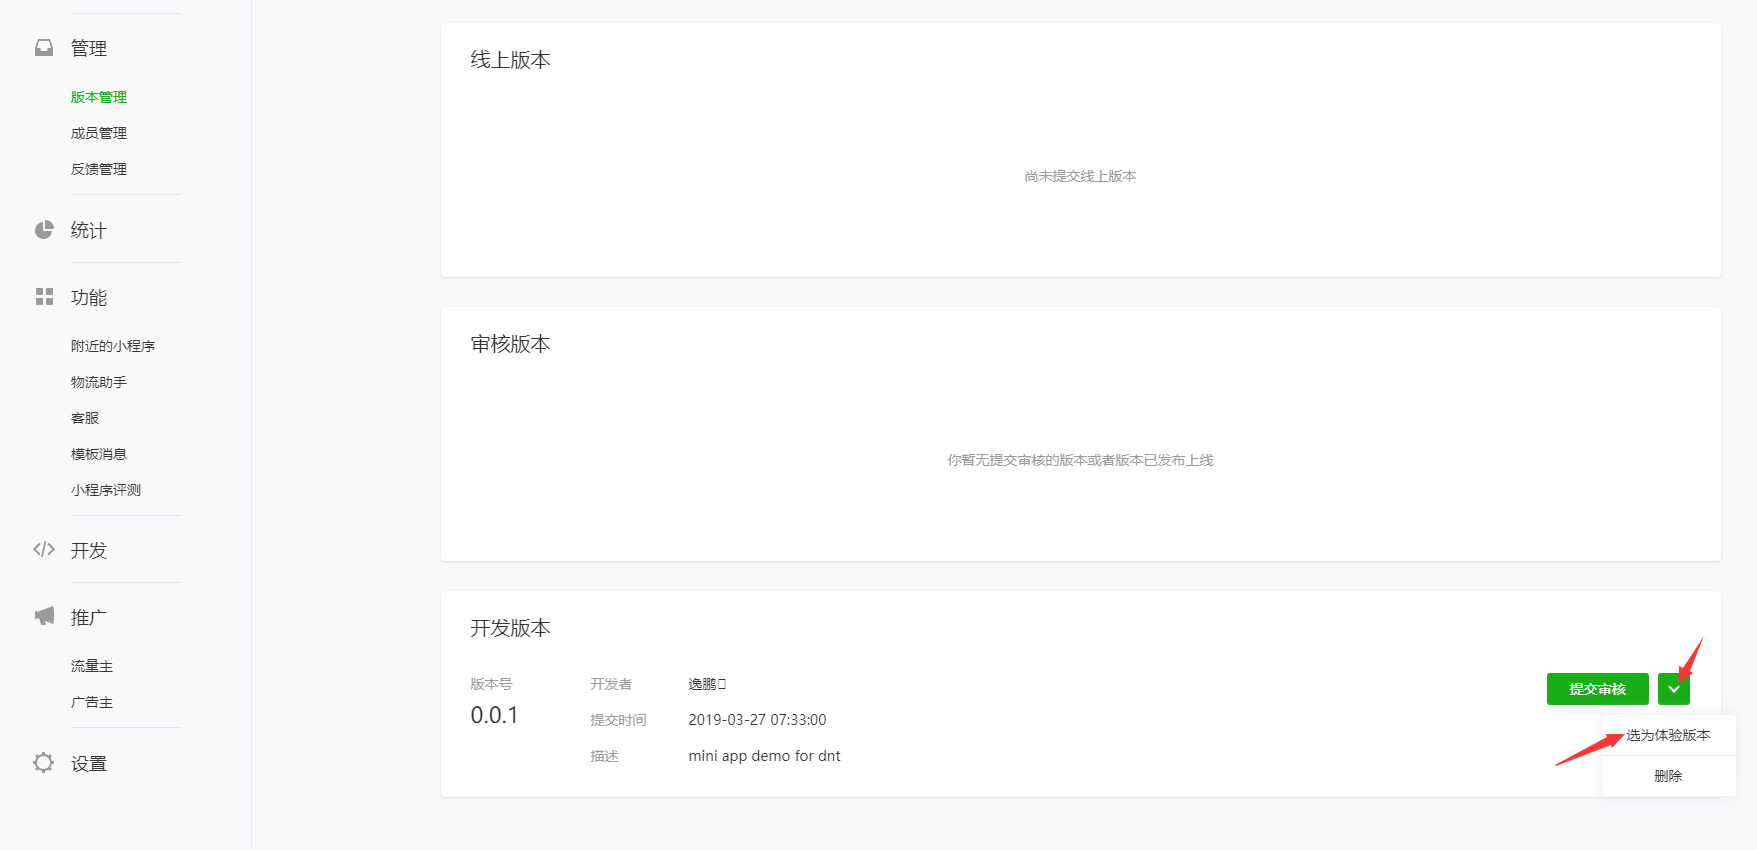 管理
版本管理
成员管理
反馈管理
统计
功能
附近的小程序
物流助手
客服
模板消息
小程序评测
开发
推广
流量主
广告主
设置
线上版本
尚未提交线上版本
审核版本
你暂无提交审核的版本或者版本已发布上线
开发版本
版本号
0.0.1
开发者 逸鹏
提交时间 2019-03-27 07:33:00
描述 mini app demo for dnt
提交审核
选为体验版本
删除